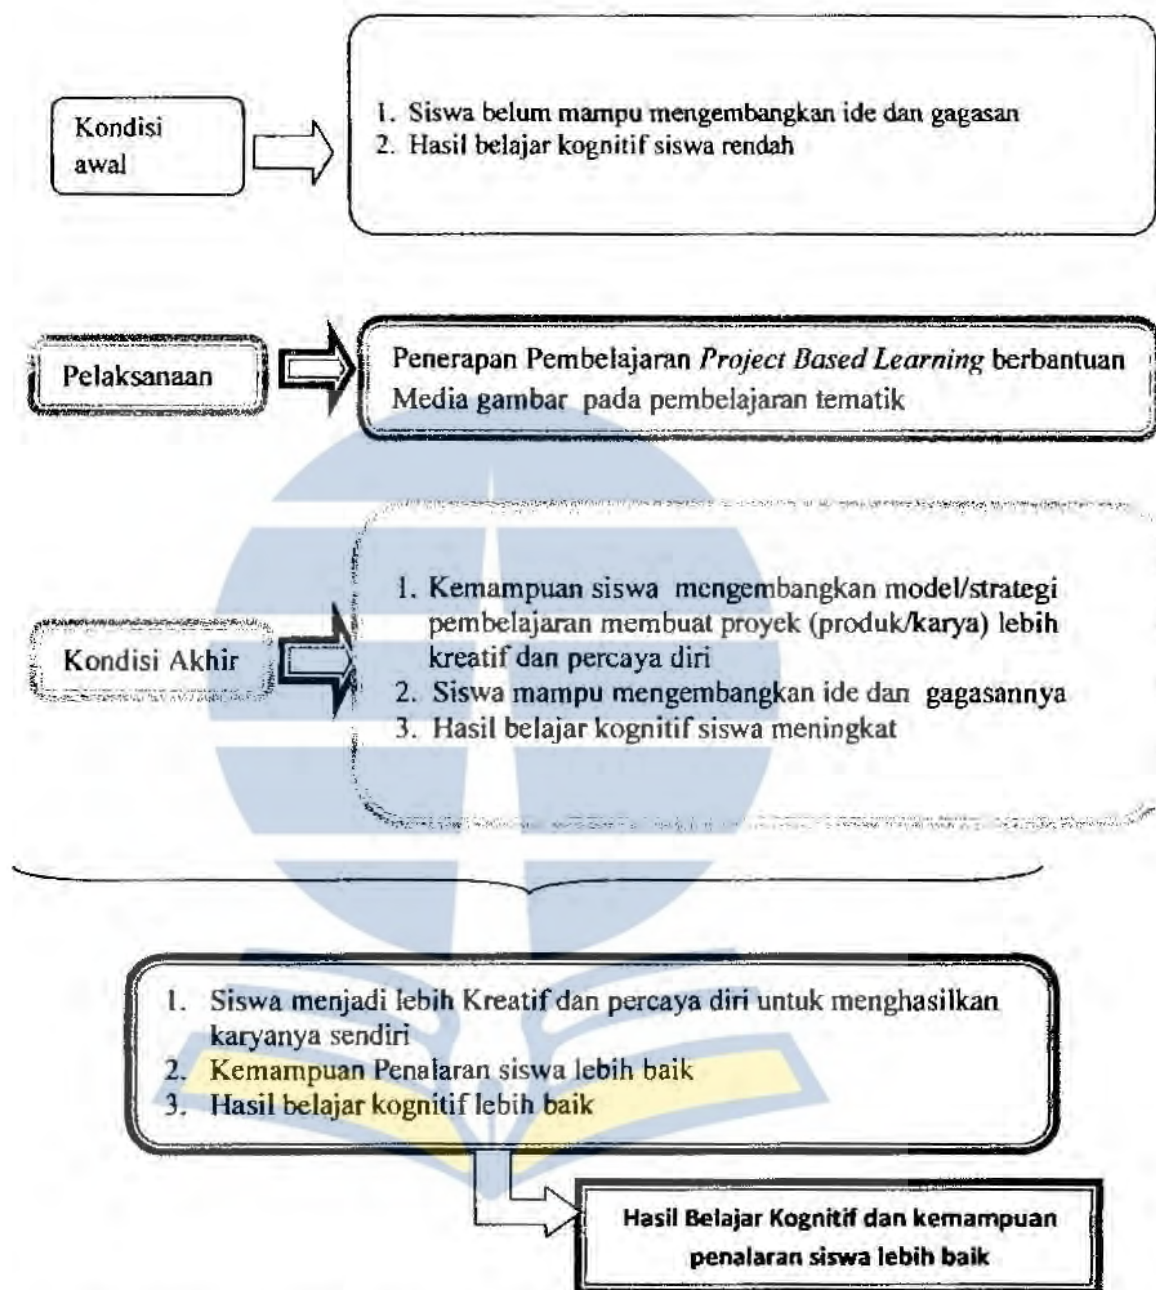 Kondisi
awal
1. Siswa belum mampu mengembangkan ide dan gagasan
2. Hasil belajar kognitif siswa rendah
Pelaksanaan
Penerapan Pembelajaran Project Based Learning berbantuan
Media gambar pada pembelajaran tematik
Kondisi Akhir
1. Kemampuan siswa mengembangkan model/strategi
pembelajaran membuat proyek (produk/karya) lebih
kreatif dan percaya diri
2. Siswa mampu mengembangkan ide dan gagasannya
3. Hasil belajar kognitif siswa meningkat
1. Siswa menjadi lebih Kreatif dan percaya diri untuk menghasilkan
karyanya sendiri
2. Kemampuan Penalaran siswa lebih baik
3. Hasil belajar kognitif lebih baik
Hasil Belajar Kognitif dan kemampuan
penalaran siswa lebih baik